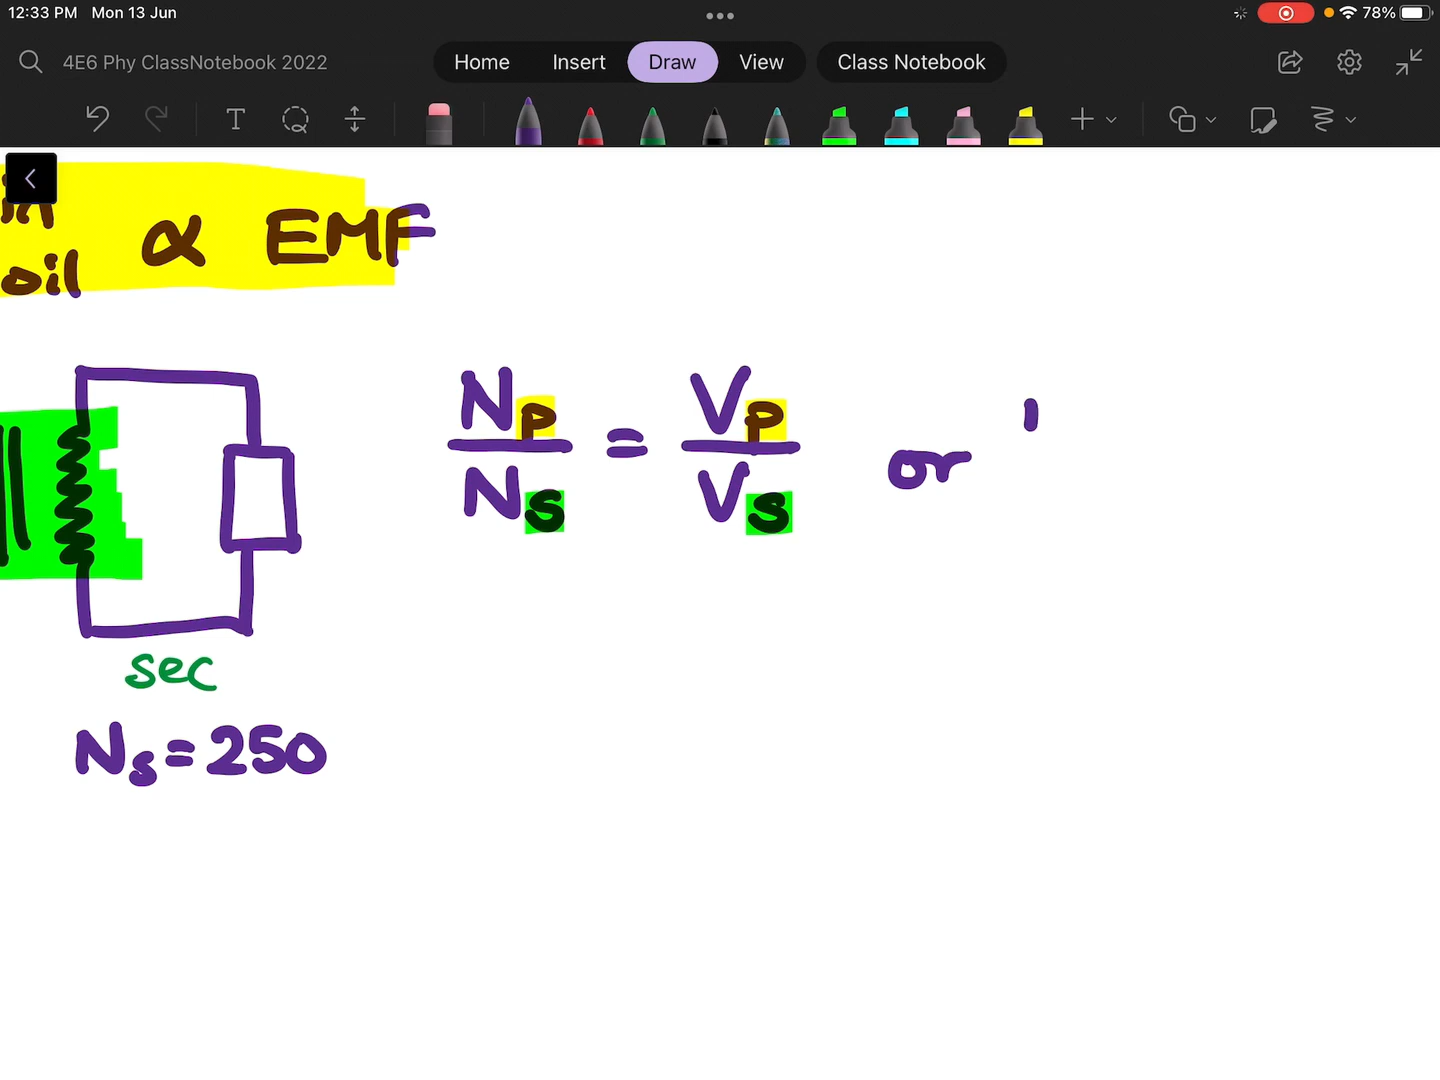 12:33 PM Mon 13 Jun
78%
4E6 Phy ClassNotebook 2022
Home Insert Draw View Class Notebook
T
in
oil α EMF
Np/Ns = Vp/Vs or
sec
Ns = 250